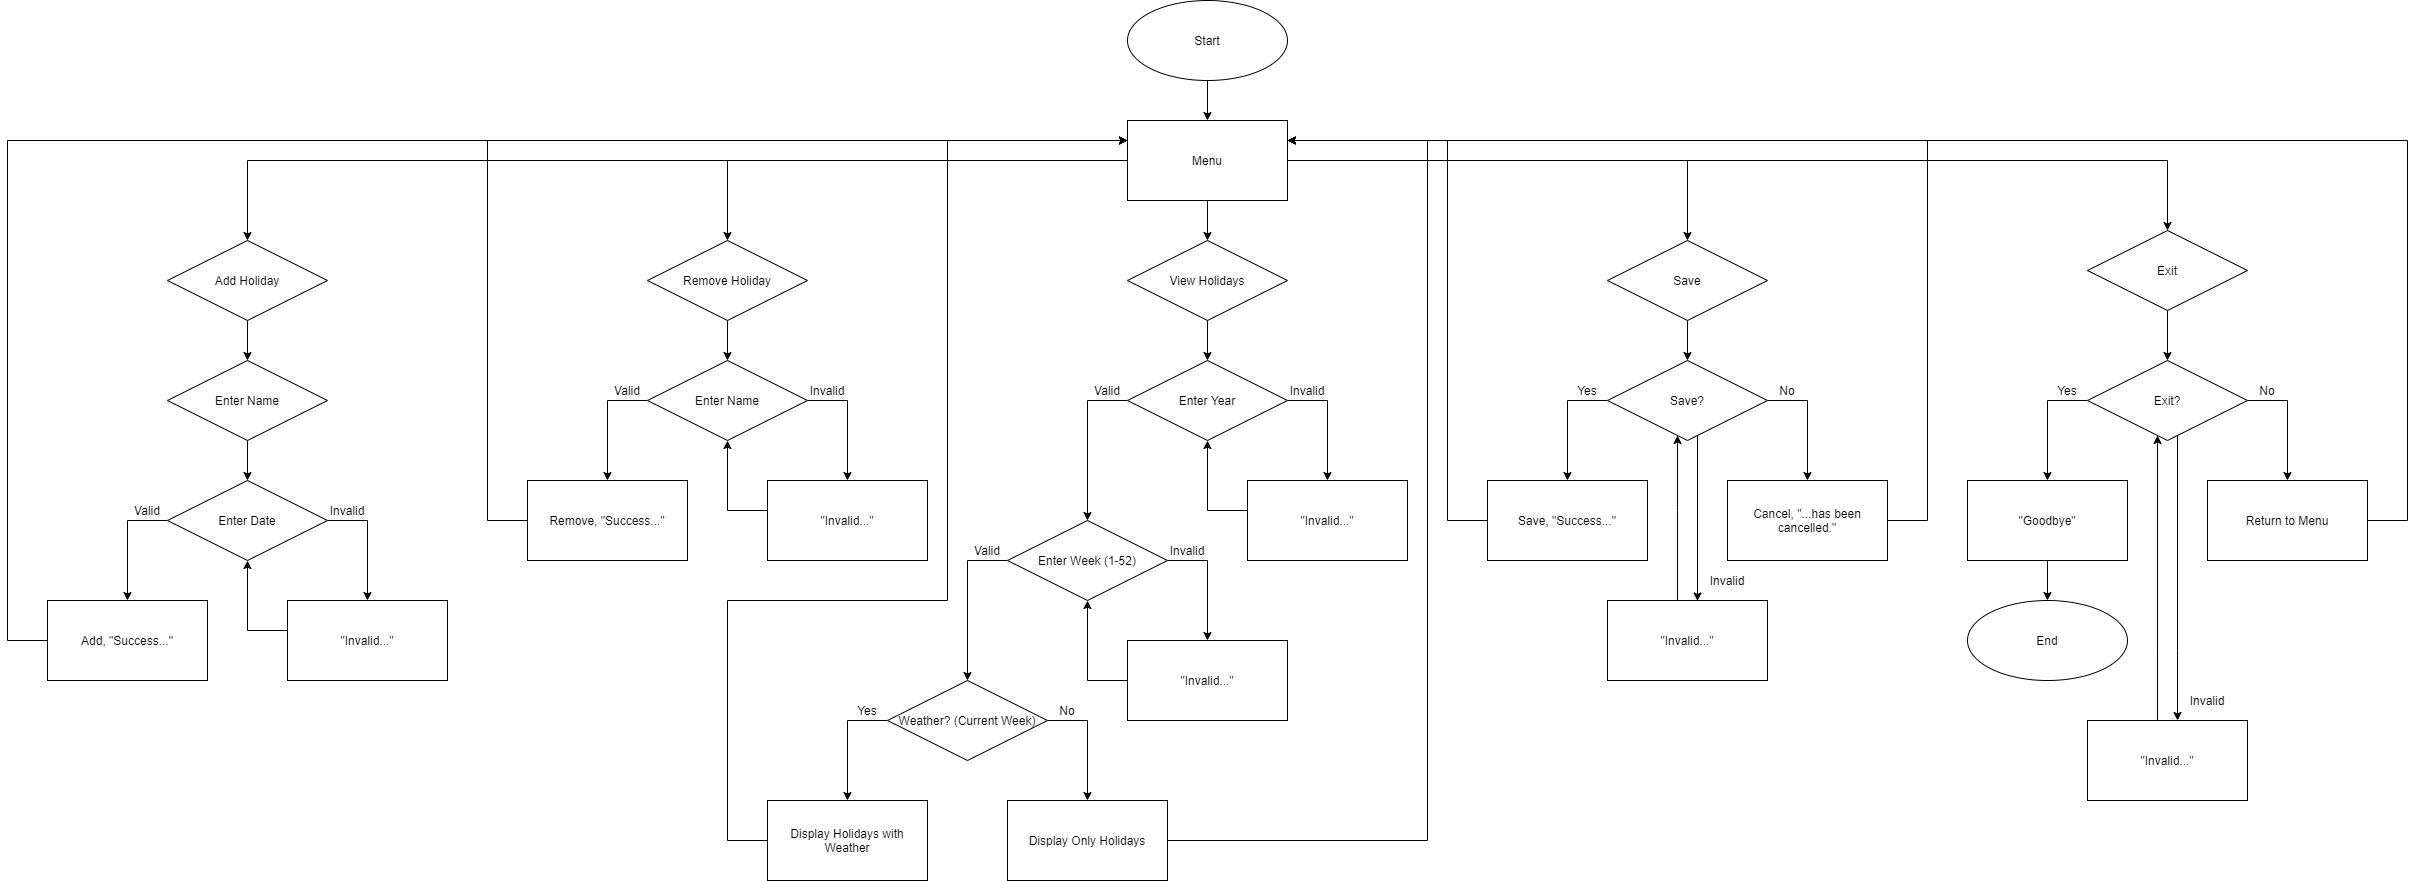 Start
Menu
Add Holiday
Remove Holiday
View Holidays
Save
Exit
Enter Name
Valid
Enter Name
Invalid
Valid
Enter Year
Invalid
Yes
Save?
No
Yes
Exit?
No
Valid
Enter Date
Invalid
Remove, "Success..."
"Invalid..."
"Invalid..."
Save, "Success..."
Cancel, "...has been
cancelled."
"Goodbye"
Return to Menu
Valid
Enter Week (1-52)
Invalid
Invalid
Add, "Success..."
"Invalid..."
"Invalid..."
"Invalid..."
End
Yes
Weather? (Current Week)
No
Invalid
"Invalid..."
Display Holidays with
Weather
Display Only Holidays